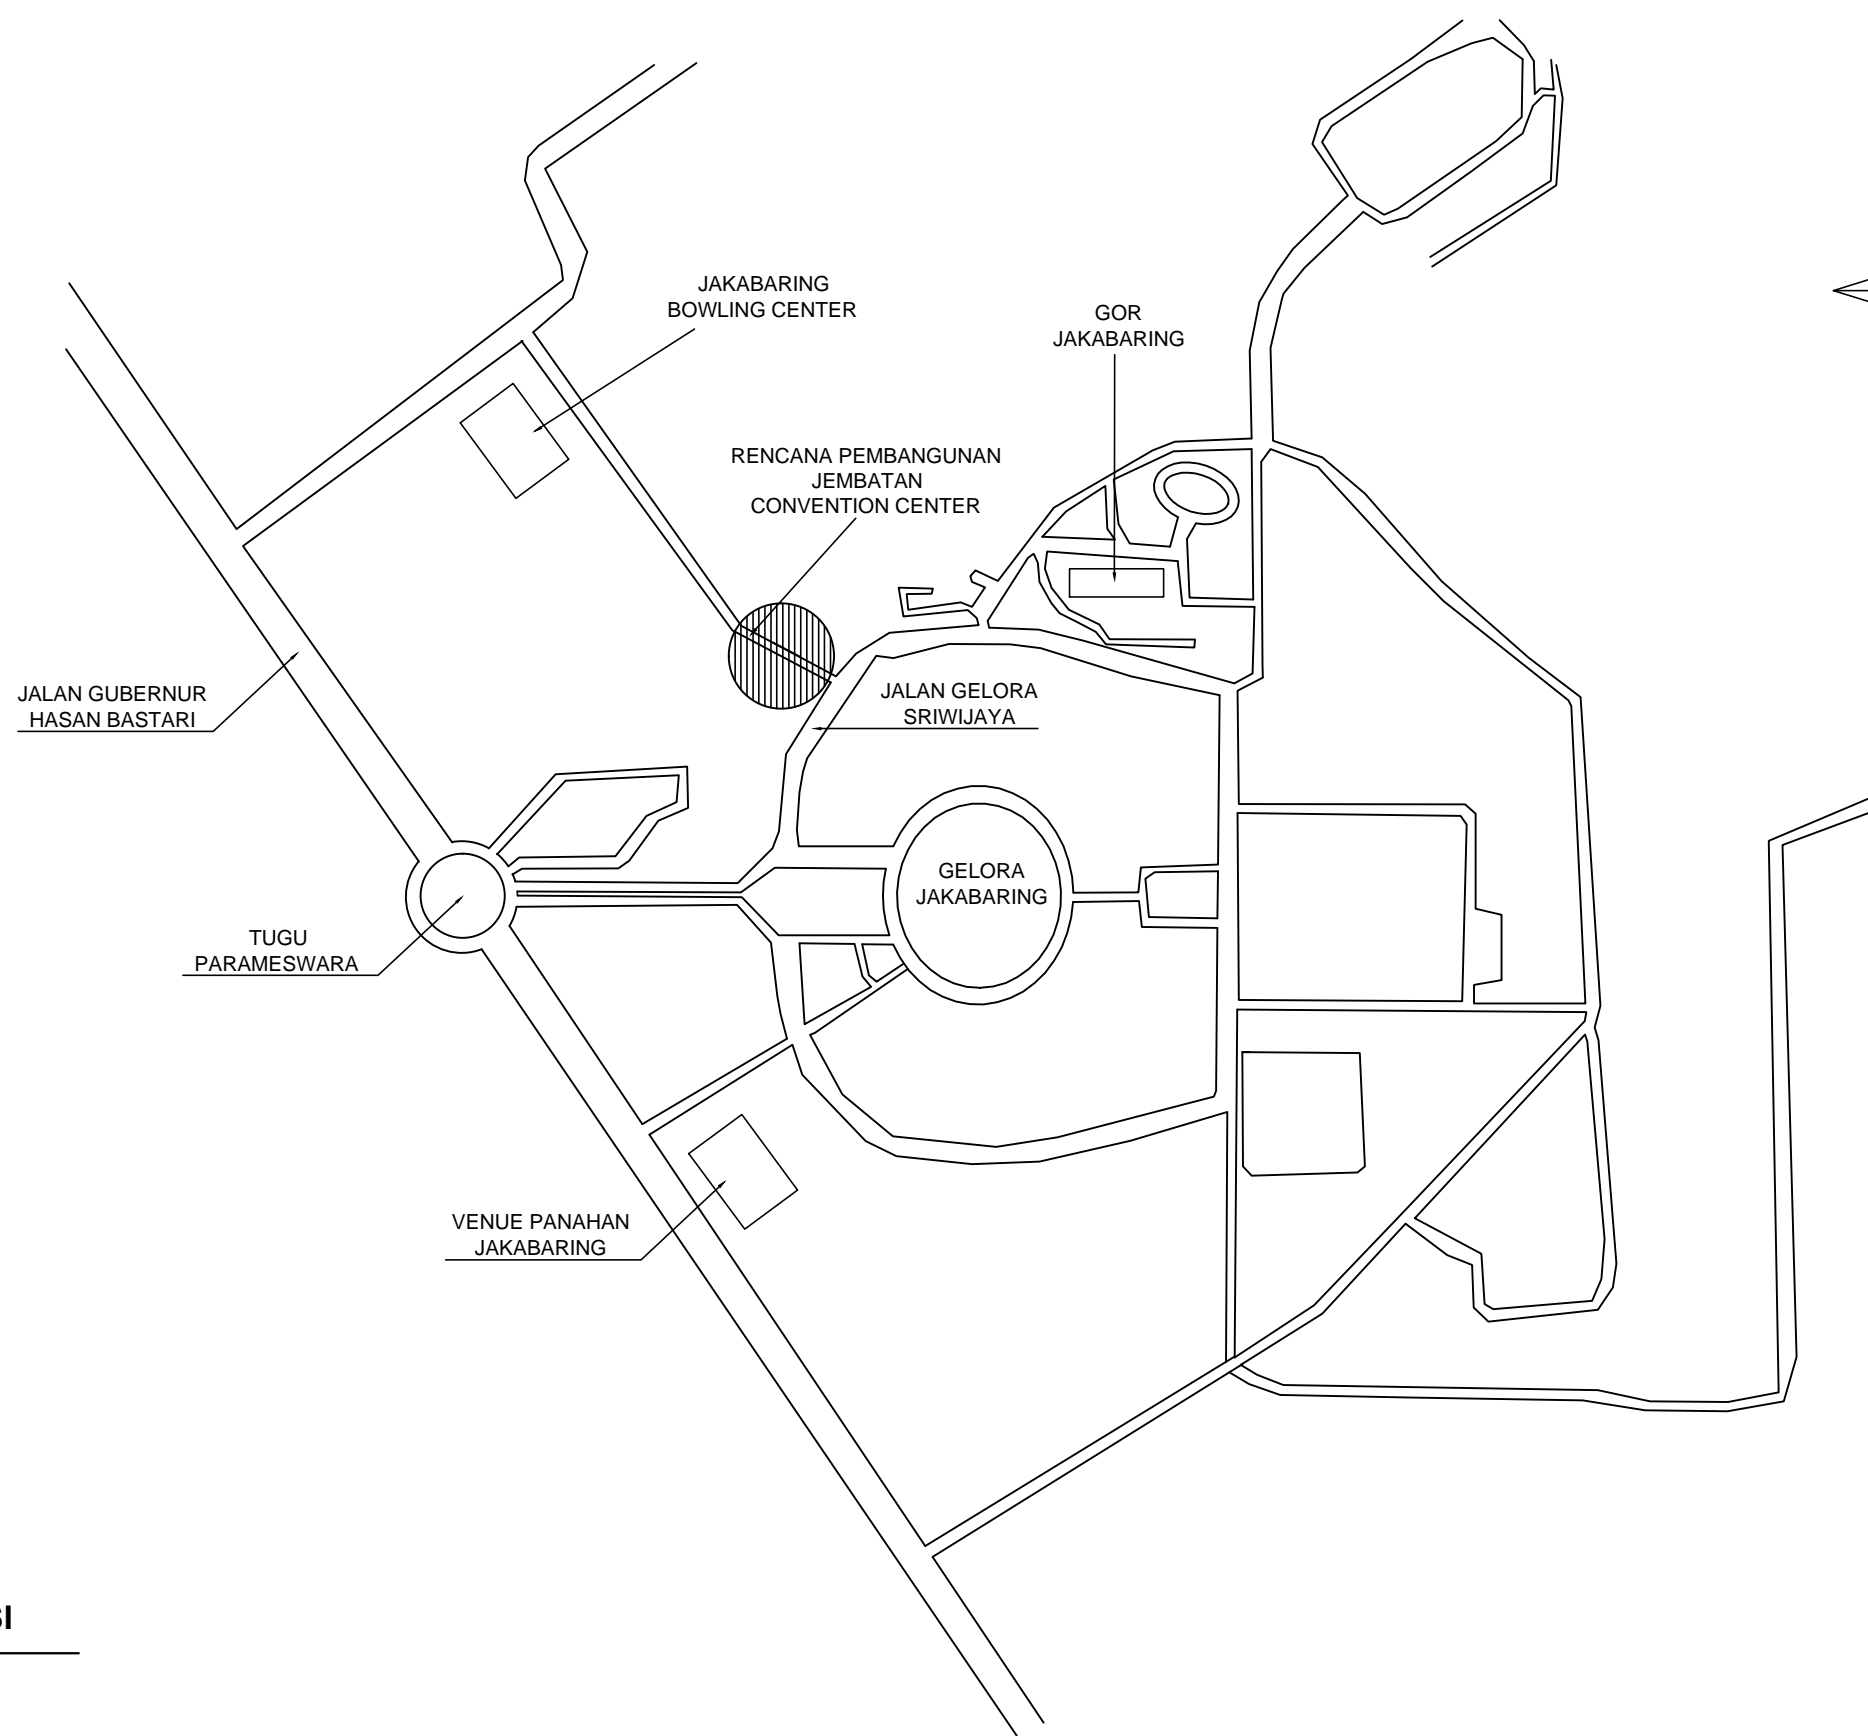 JAKABARING
BOWLING CENTER
GOR
JAKABARING
RENCANA PEMBANGUNAN
JEMBATAN
CONVENTION CENTER
JALAN GUBERNUR
HASAN BASTARI
JALAN GELORA
SRIWIJAYA
GELORA
JAKABARING
TUGU
PARAMESWARA
VENUE PANAHAN
JAKABARING